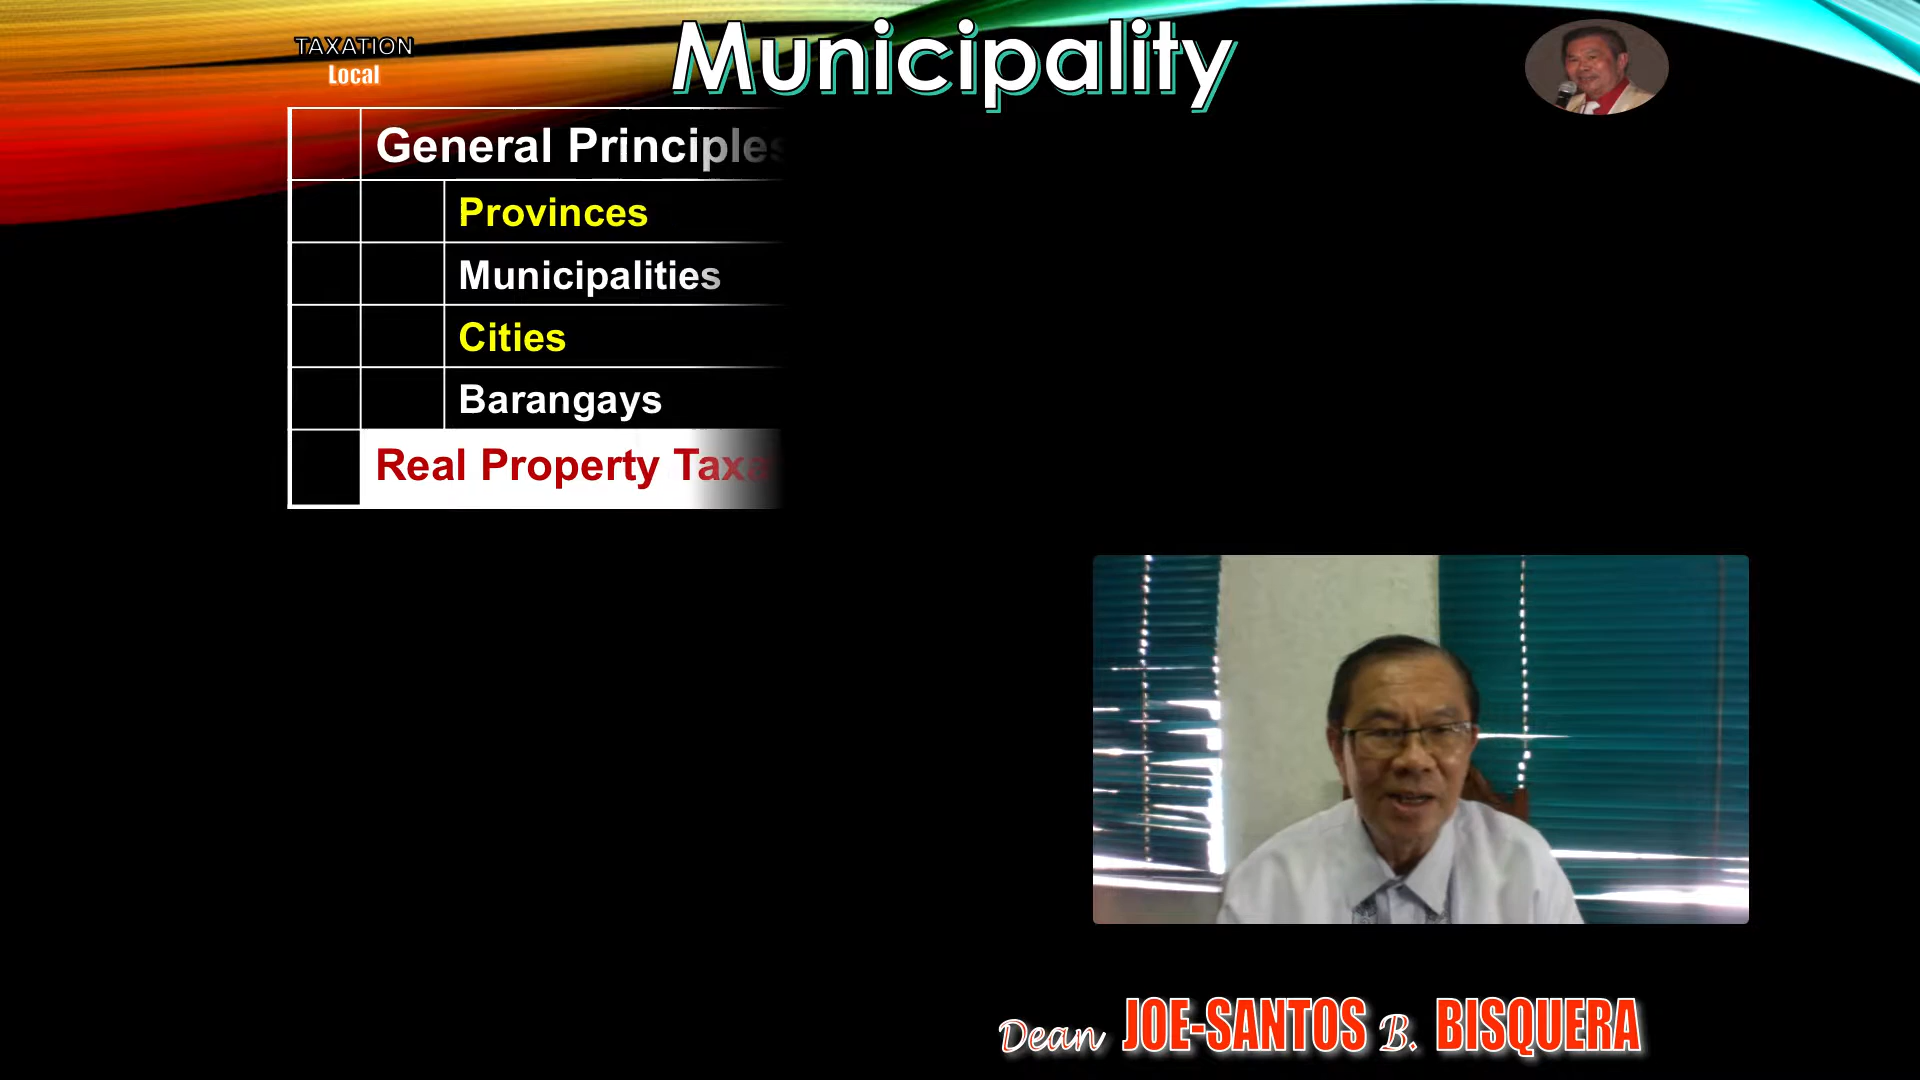 TAXATION
Local
Municipality
General Principles
Provinces
Municipalities
Cities
Barangays
Real Property Taxa
Dean JOE-SANTOS B. BISQUERA